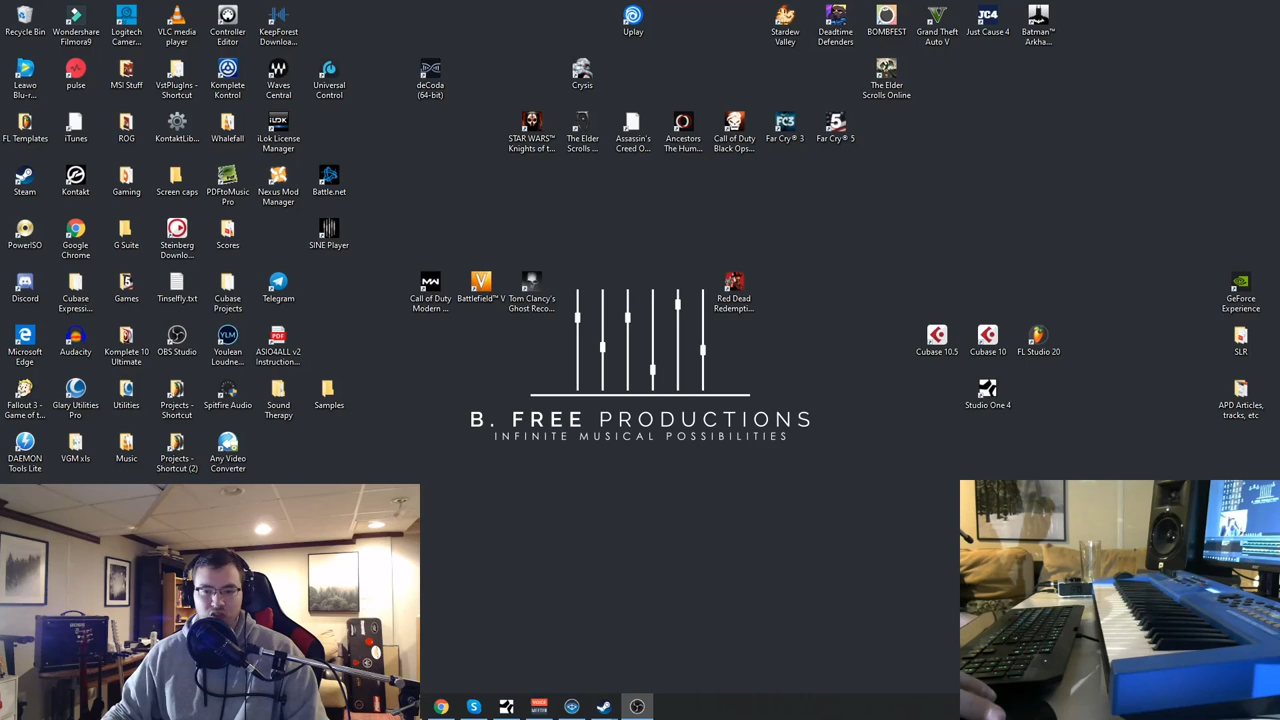 Recycle Bin
Wondershare
Filmora9
Logitech
Camer...
VLC media
player
Controller
Editor
KeepForest
Downloa...
Uplay
Stardew
Valley
Deadtime
Defenders
BOMBFEST
Grand Theft
Auto V
Just Cause 4
JC4
Batman™
Arkha...
Leawo
Blu-r...
pulse
MSI Stuff
VstPlugIns -
Shortcut
Komplete
Kontrol
Waves
Central
Universal
Control
deCoda
(64-bit)
Crysis
The Elder
Scrolls Online
FL Templates
iTunes
ROG
KontaktLib...
Whalefall
iLok License
Manager
STAR WARS™
Knights of t...
The Elder
Scrolls ...
Assassin's
Creed O...
Ancestors
The Hum...
Call of Duty
Black Ops...
FC3
Far Cry® 3
5
Far Cry® 5
Steam
Kontakt
Gaming
Screen caps
PDFtoMusic
Pro
Nexus Mod
Manager
Battle.net
PowerISO
Google
Chrome
G Suite
Steinberg
Downlo...
Scores
SINE Player
Discord
Cubase
Expressi...
Games
Tinselfly.txt
Cubase
Projects
Telegram
Call of Duty
Modern ...
Battlefield™ V
Tom Clancy's
Ghost Reco...
Red Dead
Redempti...
GeForce
Experience
Microsoft
Edge
Audacity
Komplete 10
Ultimate
OBS Studio
YLM
Youlean
Loudne...
PDF
ASIO4ALL v2
Instruction...
Cubase 10.5
Cubase 10
FL Studio 20
SLR
Fallout 3 -
Game of t...
Glary Utilities
Pro
Utilities
Projects -
Shortcut
Spitfire Audio
Sound
Therapy
Samples
Studio One 4
APD Articles,
tracks, etc
B. FREE PRODUCTIONS
INFINITE MUSICAL POSSIBILITIES
DAEMON
Tools Lite
VGM xls
Music
Projects -
Shortcut (2)
Any Video
Converter